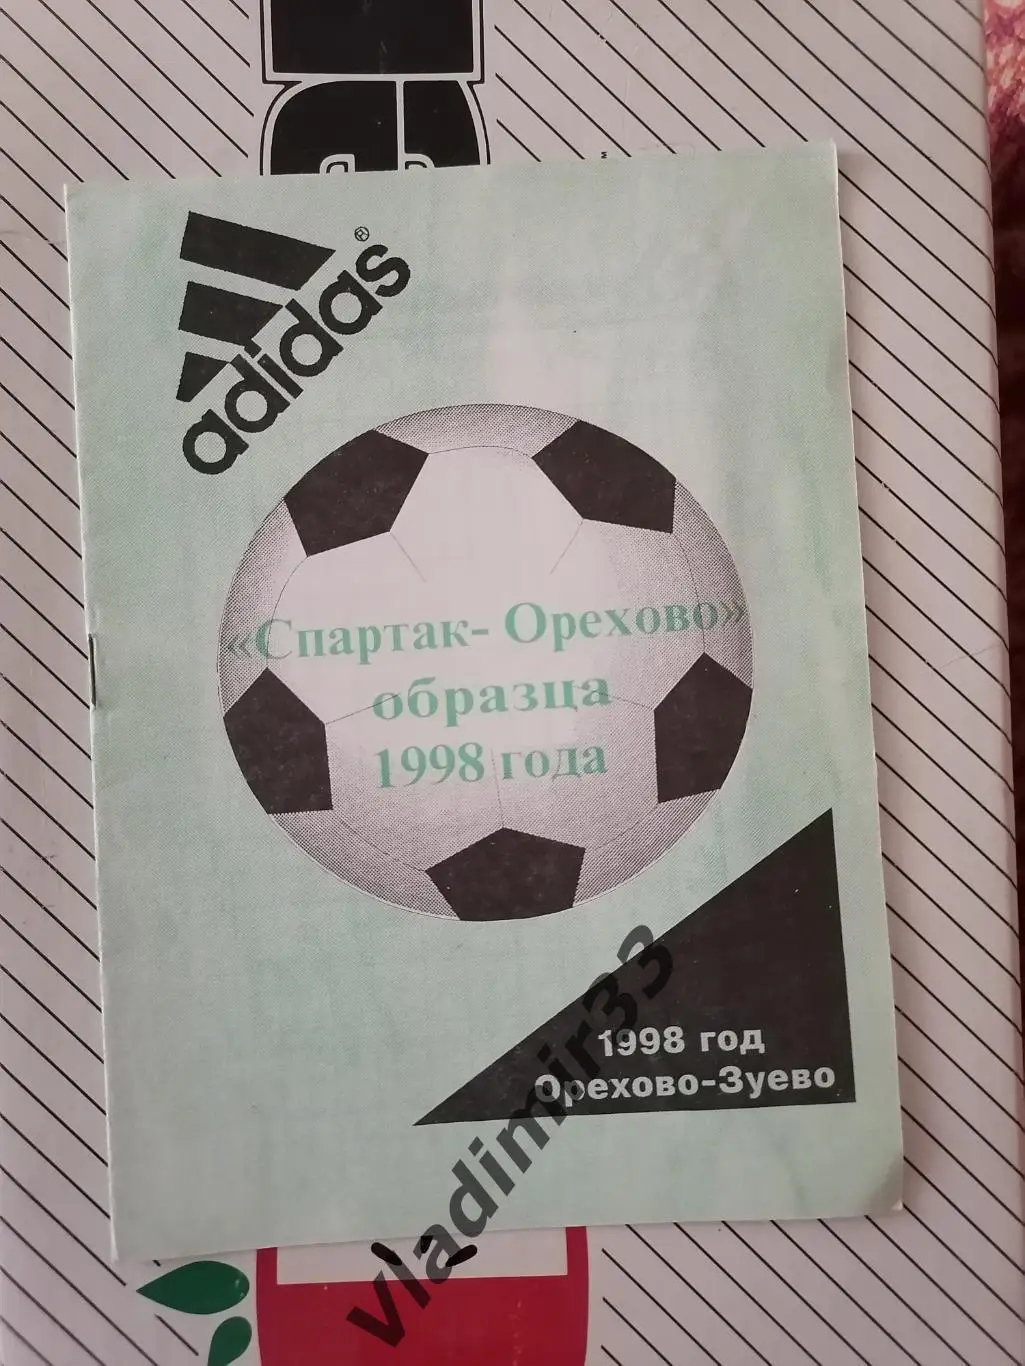 adidas®
«Спартак- Орехово»
образца
1998 года
1998 год
Орехово-Зуево
vladimir33